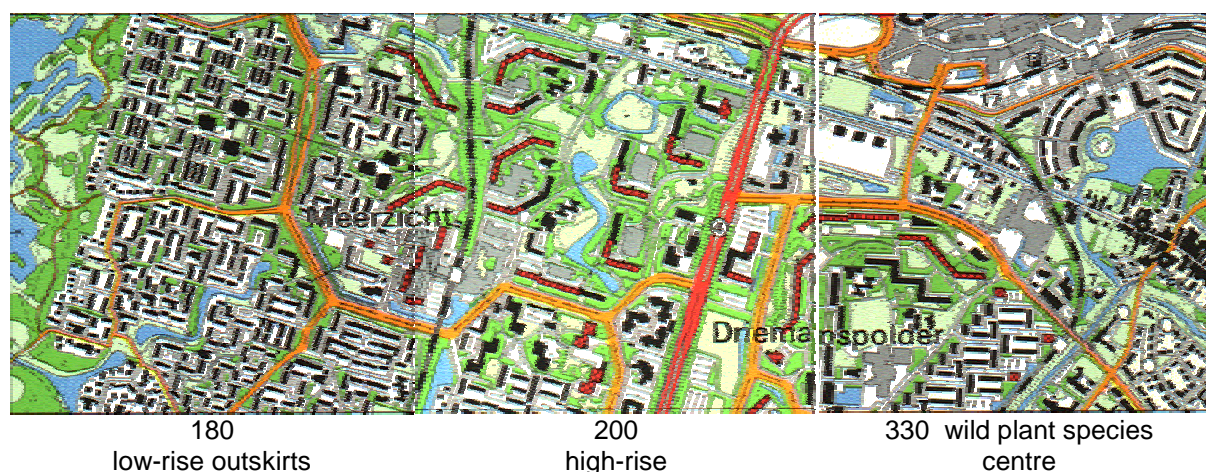 Meerzicht
Driemanspolder
180
200
330 wild plant species
low-rise outskirts
high-rise
centre